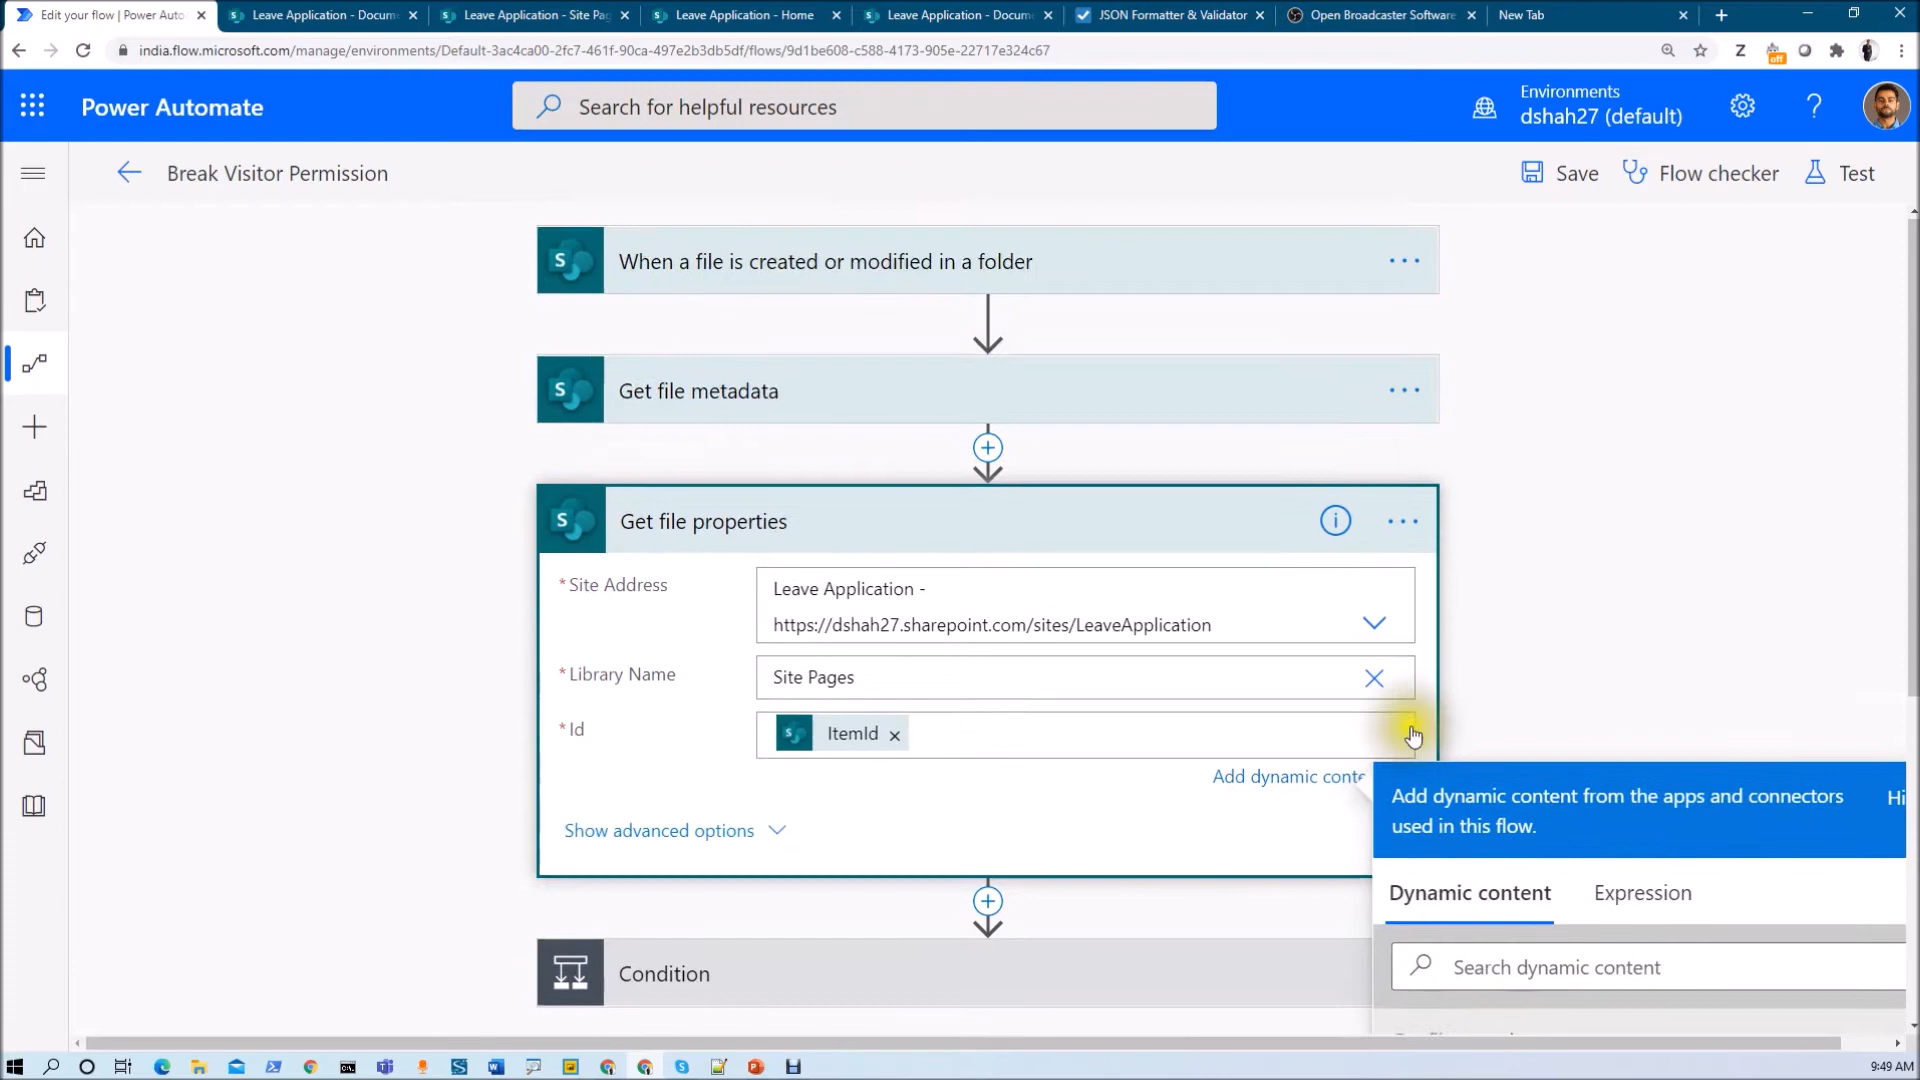 Edit your flow | Power Auto
Leave Application - Docum
Leave Application - Site Pa
Leave Application - Home
Leave Application - Docum
JSON Formatter & Validator
Open Broadcaster Software
New Tab
india.flow.microsoft.com/manage/environments/Default-3ac4ca00-2fc7-461f-90ca-497e2b3db5df/flows/9d1be608-c588-4173-905e-22717e324c67
Z
off
Power Automate
Search for helpful resources
Environments
dshah27 (default)
Break Visitor Permission
Save
Flow checker
Test
When a file is created or modified in a folder
Get file metadata
Get file properties
*Site Address
Leave Application -
https://dshah27.sharepoint.com/sites/LeaveApplication
*Library Name
Site Pages
*Id
ItemId
Add dynamic conte
Add dynamic content from the apps and connectors
used in this flow.
Hi
Show advanced options
Dynamic content
Expression
Search dynamic content
Condition
9:49 AM